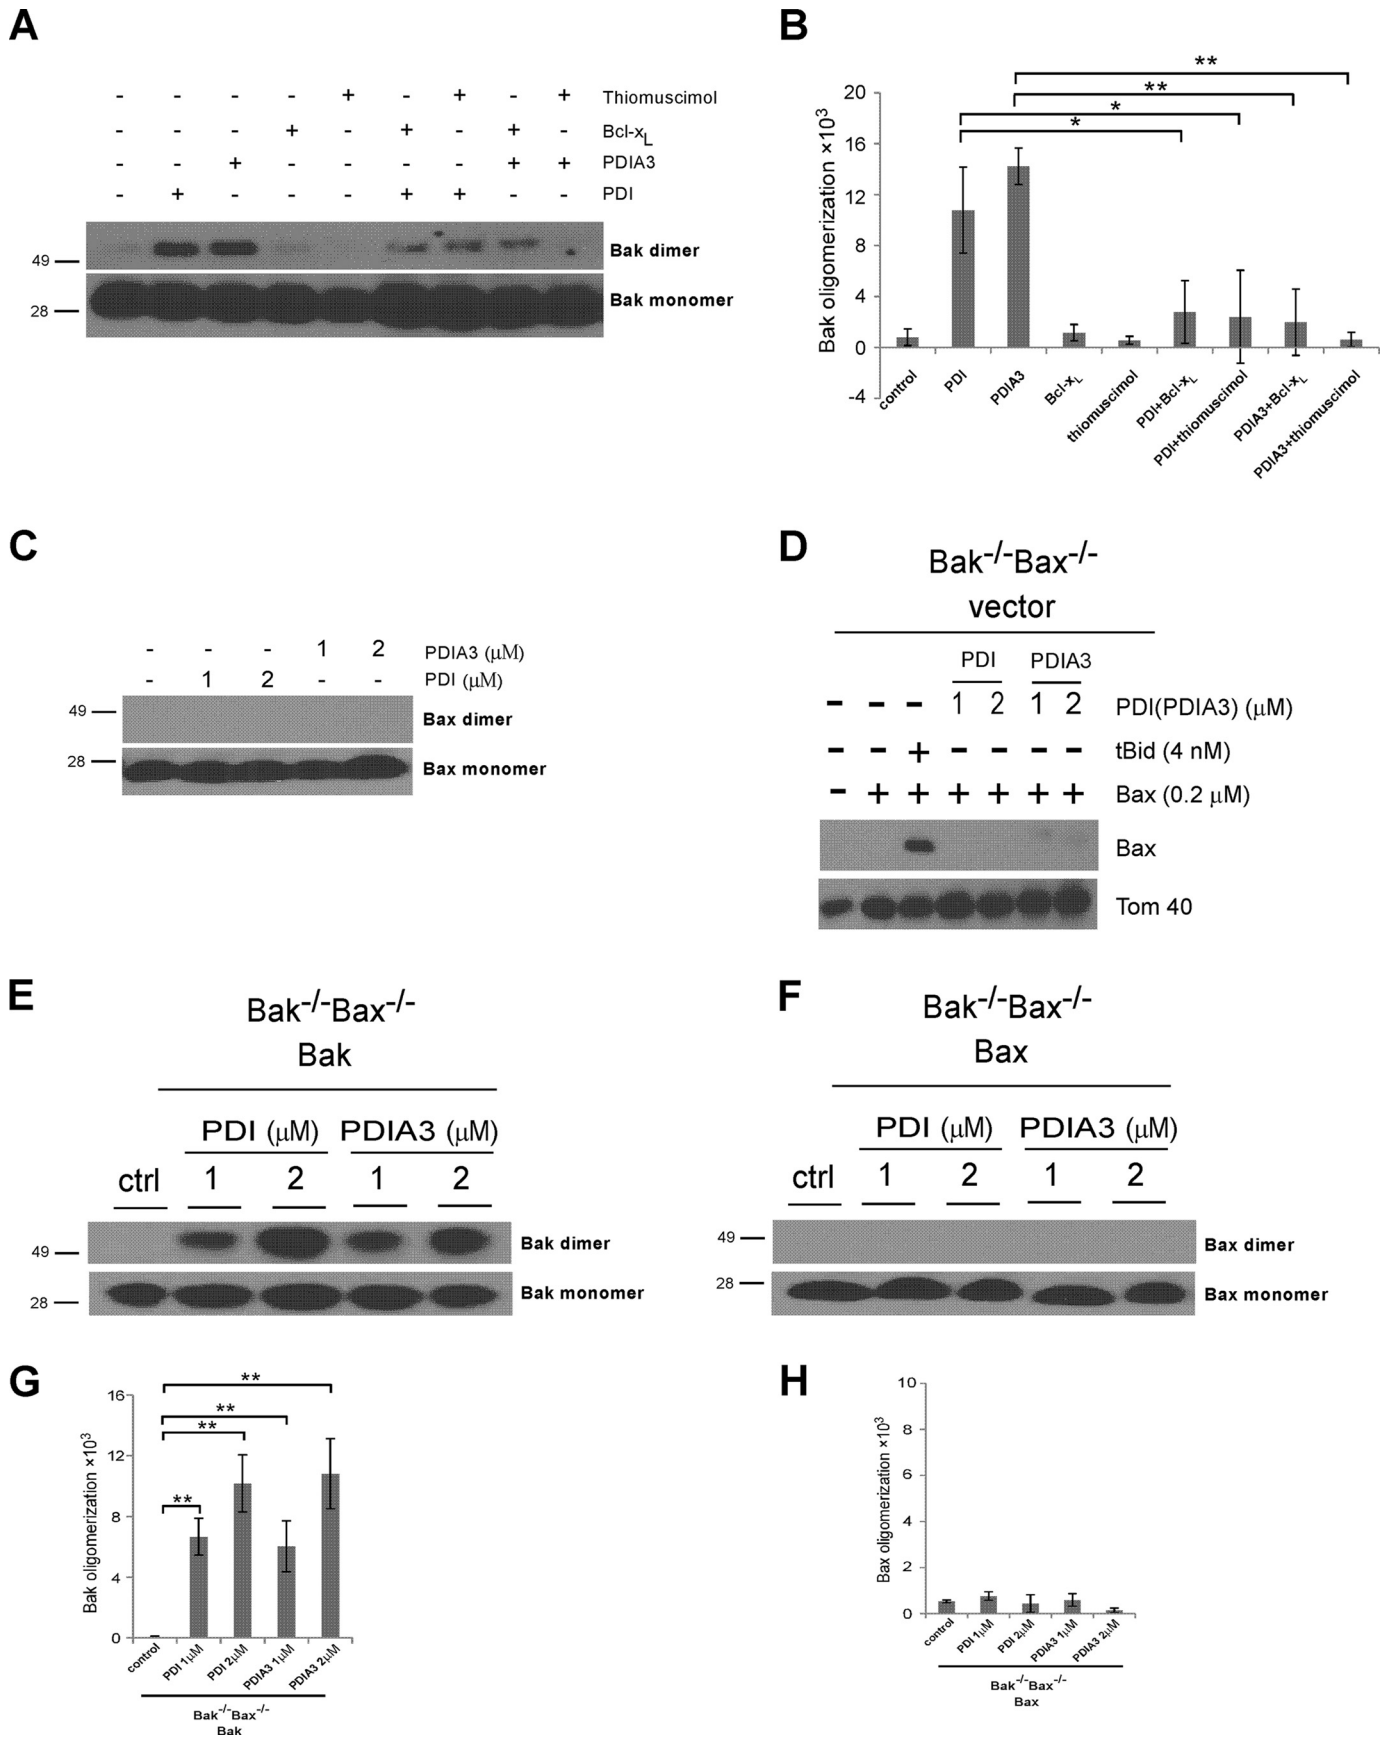 A
- - - - + - + - + Thiomuscimol
- - - + - + - + - Bcl-xL
- - + - - - - + + PDIA3
- + - - - + + - - PDI
49 Bak dimer
28 Bak monomer
B
** 
**
*
*
Bak oligomerization ×10³
20
16
12
8
4
0
-4
control
PDI
PDIA3
Bcl-xL
thiomuscimol
PDI+Bcl-xL
PDI+thiomuscimol
PDIA3+Bcl-xL
PDIA3+thiomuscimol
C
- - - 1 2 PDIA3 (μM)
- 1 2 - - PDI (μM)
49 Bax dimer
28 Bax monomer
D
Bak-/-Bax-/-
vector
PDI PDIA3
- - - 1 2 1 2 PDI(PDIA3) (μM)
- - + - - - - tBid (4 nM)
- + + + + + + Bax (0.2 μM)
Bax
Tom 40
E
Bak-/-Bax-/-
Bak
PDI (μM) PDIA3 (μM)
ctrl 1 2 1 2
49 Bak dimer
28 Bak monomer
F
Bak-/-Bax-/-
Bax
PDI (μM) PDIA3 (μM)
ctrl 1 2 1 2
49 Bax dimer
28 Bax monomer
G
**
**
**
**
Bak oligomerization ×10³
16
12
8
4
0
control
PDI 1μM
PDI 2μM
PDIA3 1μM
PDIA3 2μM
Bak-/-Bax-/-
Bak
H
Bax oligomerization ×10³
10
8
6
4
2
0
control
PDI 1μM
PDI 2μM
PDIA3 1μM
PDIA3 2μM
Bak-/-Bax-/-
Bax